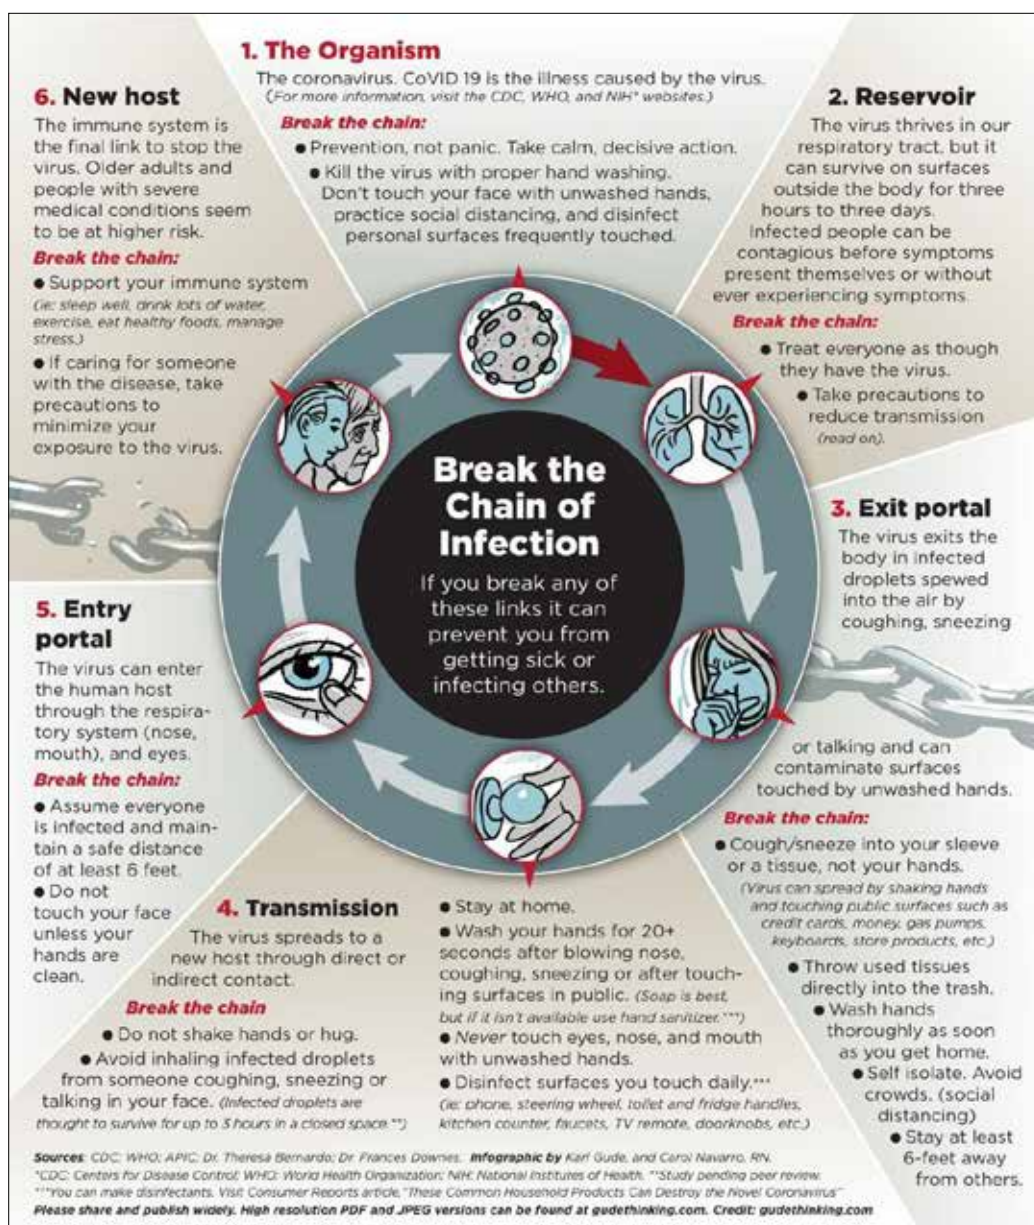 1. The Organism
The coronavirus. CoVID 19 is the illness caused by the virus.
(For more information, visit the CDC, WHO, and NIH* websites.)
Break the chain:
● Prevention, not panic. Take calm, decisive action.
● Kill the virus with proper hand washing.
Don't touch your face with unwashed hands,
practice social distancing, and disinfect
personal surfaces frequently touched.
2. Reservoir
The virus thrives in our
respiratory tract, but it
can survive on surfaces
outside the body for three
hours to three days.
Infected people can be
contagious before symptoms
present themselves or without
ever experiencing symptoms.
Break the chain:
● Treat everyone as though
they have the virus.
● Take precautions to
reduce transmission
(read on).
3. Exit portal
The virus exits the
body in infected
droplets spewed
into the air by
coughing, sneezing
or talking and can
contaminate surfaces
touched by unwashed hands.
Break the chain:
● Cough/sneeze into your sleeve
or a tissue, not your hands.
(Virus can spread by shaking hands
and touching public surfaces such as
credit cards, money, gas pumps,
keyboards, store products, etc.)
● Throw used tissues
directly into the trash.
● Wash hands
thoroughly as soon
as you get home.
● Self isolate. Avoid
crowds. (social
distancing)
● Stay at least
6-feet away
from others.
4. Transmission
The virus spreads to a
new host through direct or
indirect contact.
Break the chain
● Do not shake hands or hug.
● Avoid inhaling infected droplets
from someone coughing, sneezing or
talking in your face. (Infected droplets are
thought to survive for up to 3 hours in a closed space.**)
● Stay at home.
● Wash your hands for 20+
seconds after blowing nose,
coughing, sneezing or after touch-
ing surfaces in public. (Soap is best,
but if it isn't available use hand sanitizer.***)
● Never touch eyes, nose, and mouth
with unwashed hands.
● Disinfect surfaces you touch daily.***
(ie: phone, steering wheel, toilet and fridge handles,
kitchen counter, faucets, TV remote, doorknobs, etc.)
5. Entry
portal
The virus can enter
the human host
through the respira-
tory system (nose,
mouth), and eyes.
Break the chain:
● Assume everyone
is infected and main-
tain a safe distance
of at least 6 feet.
● Do not
touch your face
unless your
hands are
clean.
6. New host
The immune system is
the final link to stop the
virus. Older adults and
people with severe
medical conditions seem
to be at higher risk.
Break the chain:
● Support your immune system
(ie: sleep well, drink lots of water,
exercise, eat healthy foods, manage
stress.)
● If caring for someone
with the disease, take
precautions to
minimize your
exposure to the virus.
Break the
Chain of
Infection
If you break any of
these links it can
prevent you from
getting sick or
infecting others.
Sources: CDC; WHO; APIC; Dr. Theresa Bernardo; Dr. Frances Downes. Infographic by Karl Gude, and Carol Navarro, RN.
*CDC: Centers for Disease Control; WHO: World Health Organization; NIH: National Institutes of Health. **Study pending peer review.
***You can make disinfectants. Visit Consumer Reports article, "These Common Household Products Can Destroy the Novel Coronavirus"
Please share and publish widely. High resolution PDF and JPEG versions can be found at gudethinking.com. Credit: gudethinking.com